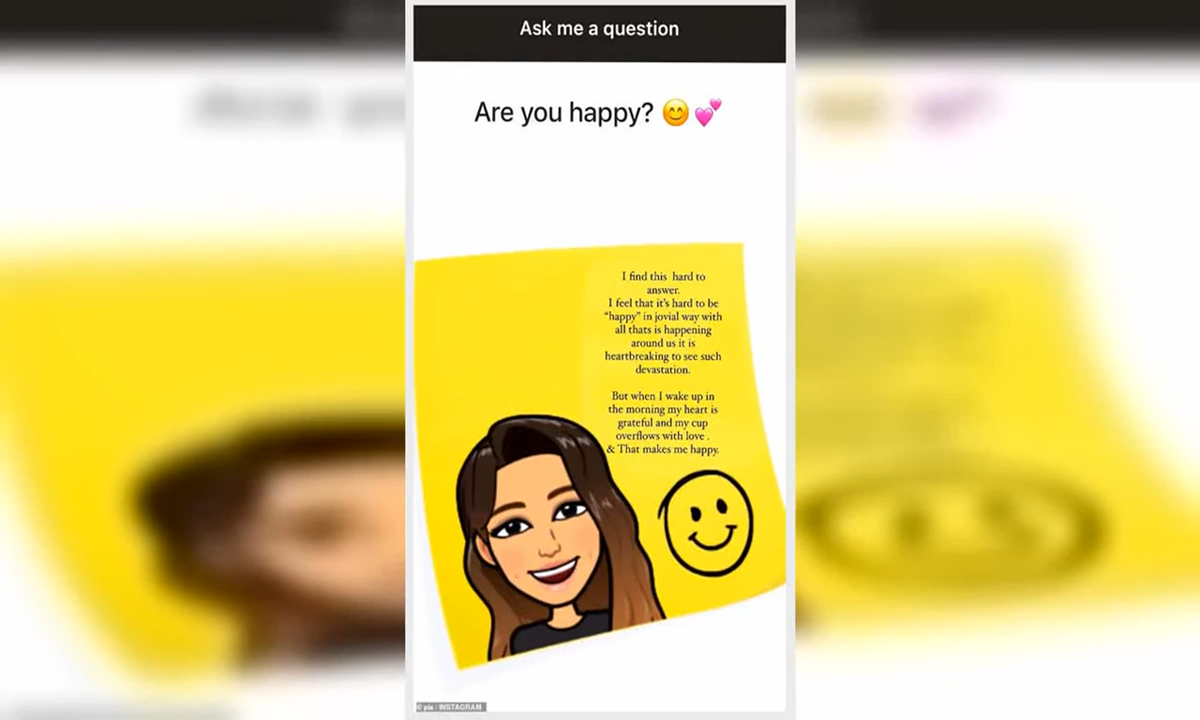 Ask me a question
Are you happy? 😊 💕
I find this hard to
answer.
I feel that it's hard to be
"happy" in jovial way with
all thats is happening
around us it is
heartbreaking to see such
devastation.
But when I wake up in
the morning my heart is
grateful and my cup
overflows with love .
& That makes me happy.
© pix : INSTAGRAM